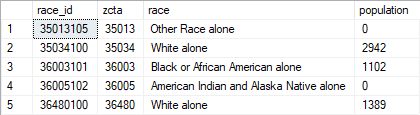 race_id zcta race population
1 35013105 35013 Other Race alone 0
2 35034100 35034 White alone 2942
3 36003101 36003 Black or African American alone 1102
4 36005102 36005 American Indian and Alaska Native alone 0
5 36480100 36480 White alone 1389